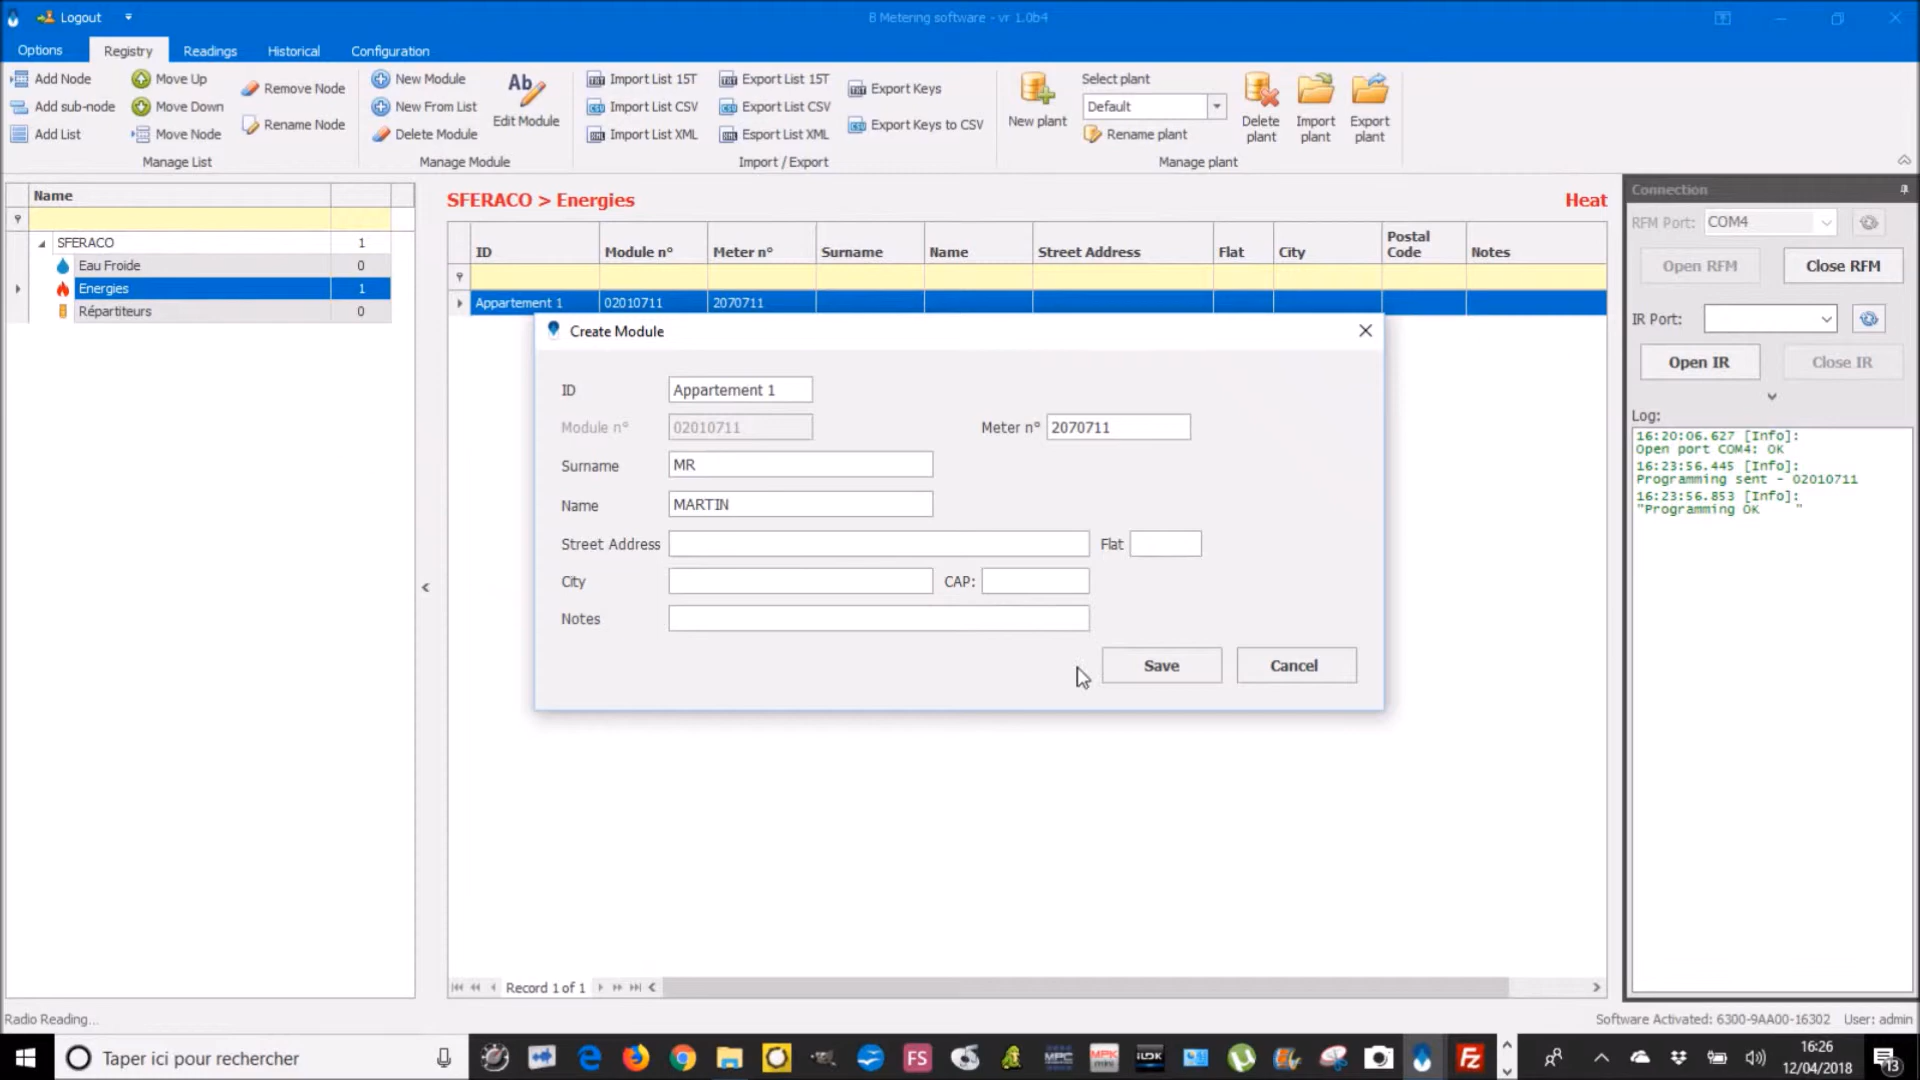 Logout
B Metering software - vr 1.0b4
Options Registry Readings Historical Configuration
Add Node
Add sub-node
Add List
Move Up
Move Down
Move Node
Remove Node
Rename Node
Manage List
New Module
New From List
Delete Module
Edit Module
Manage Module
Import List 15T
Import List CSV
Import List XML
Export List 15T
Export List CSV
Esport List XML
Export Keys
Export Keys to CSV
Import / Export
New plant
Select plant
Default
Rename plant
Delete plant
Import plant
Export plant
Manage plant
Name
SFERACO 1
Eau Froide 0
Energies 1
Répartiteurs 0
SFERACO > Energies Heat
ID Module n° Meter n° Surname Name Street Address Flat City Postal Code Notes
Appartement 1 02010711 2070711
Create Module
ID Appartement 1
Module n° 02010711 Meter n° 2070711
Surname MR
Name MARTIN
Street Address Flat
City CAP:
Notes
Save Cancel
Record 1 of 1
Connection
RFM Port: COM4
Open RFM Close RFM
IR Port:
Open IR Close IR
Log:
16:20:06.627 [Info]:
Open port COM4: OK
16:23:56.445 [Info]:
Programming sent - 02010711
16:23:56.853 [Info]:
"Programming OK "
Radio Reading...
Software Activated: 6300-9AA00-16302 User: admin
Taper ici pour rechercher
16:26
12/04/2018
13